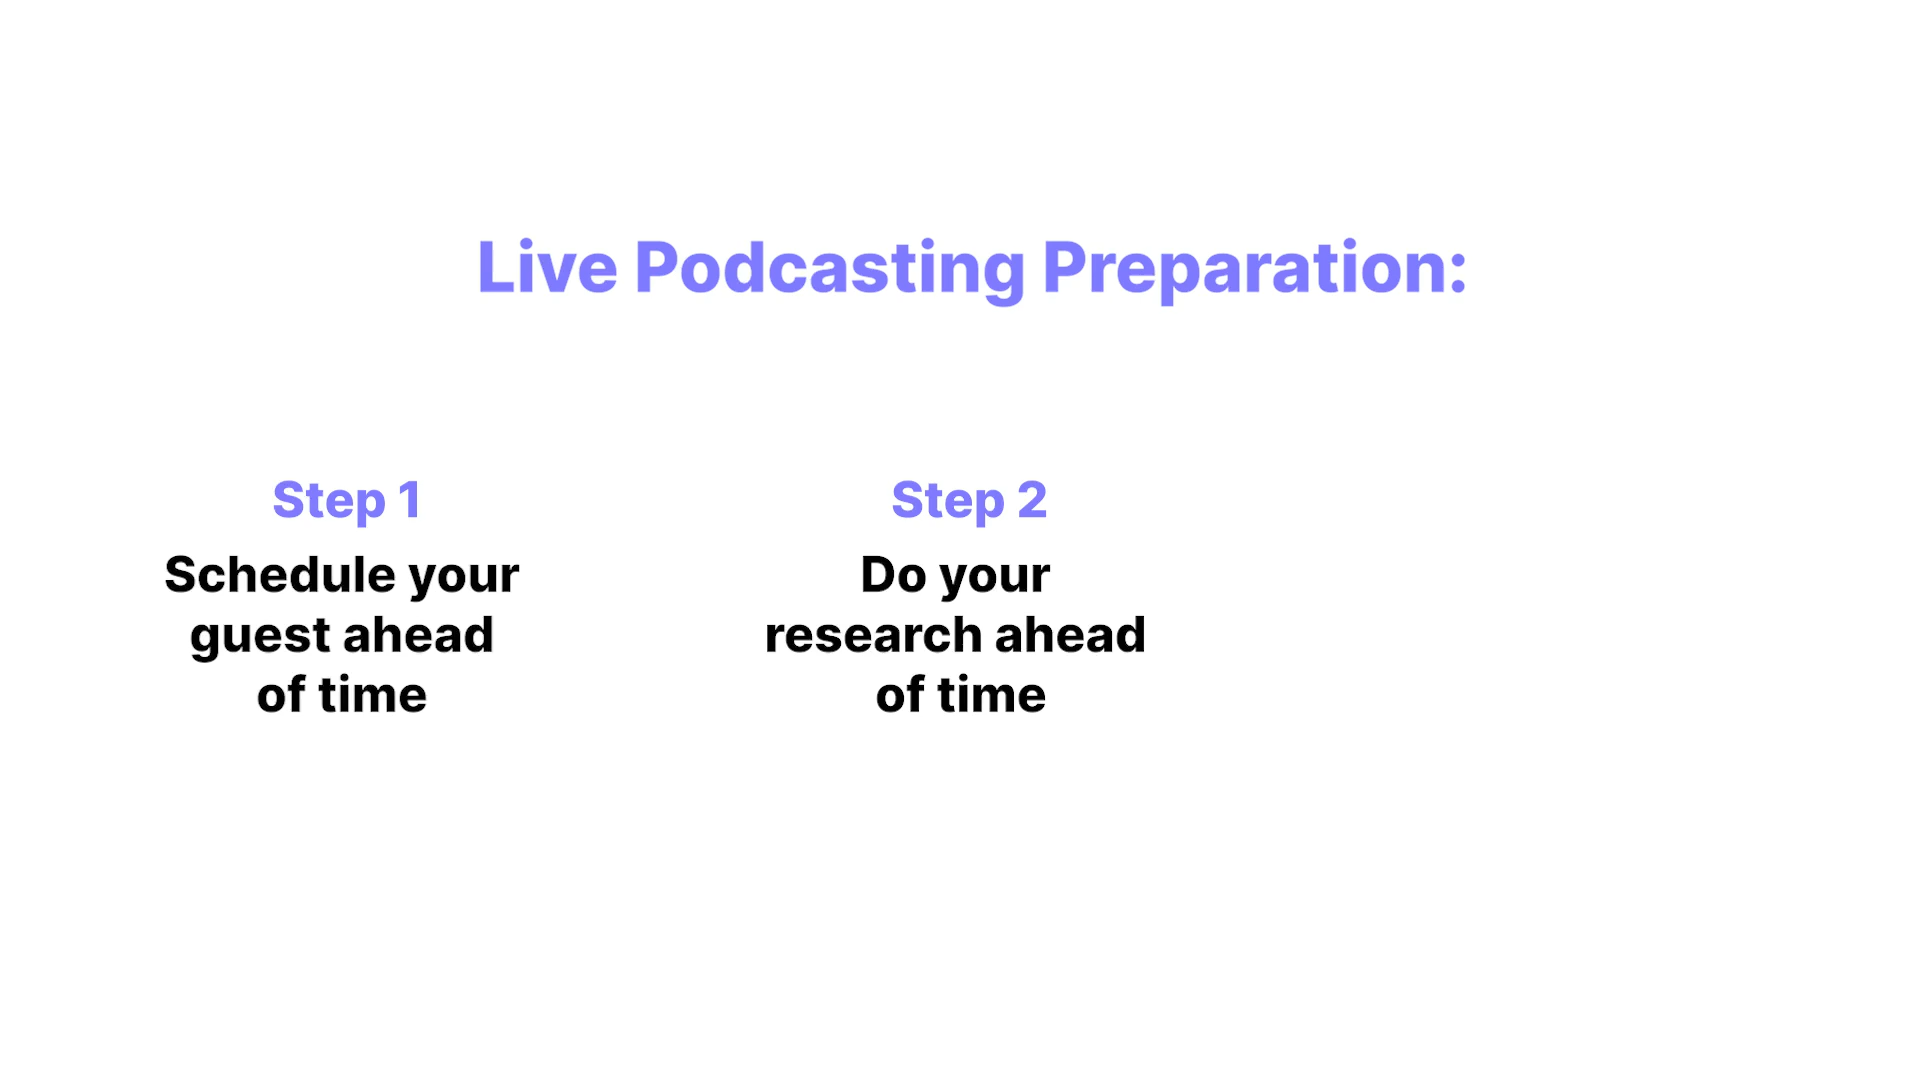 Live Podcasting Preparation:
Step 1
Schedule your
guest ahead
of time
Step 2
Do your
research ahead
of time